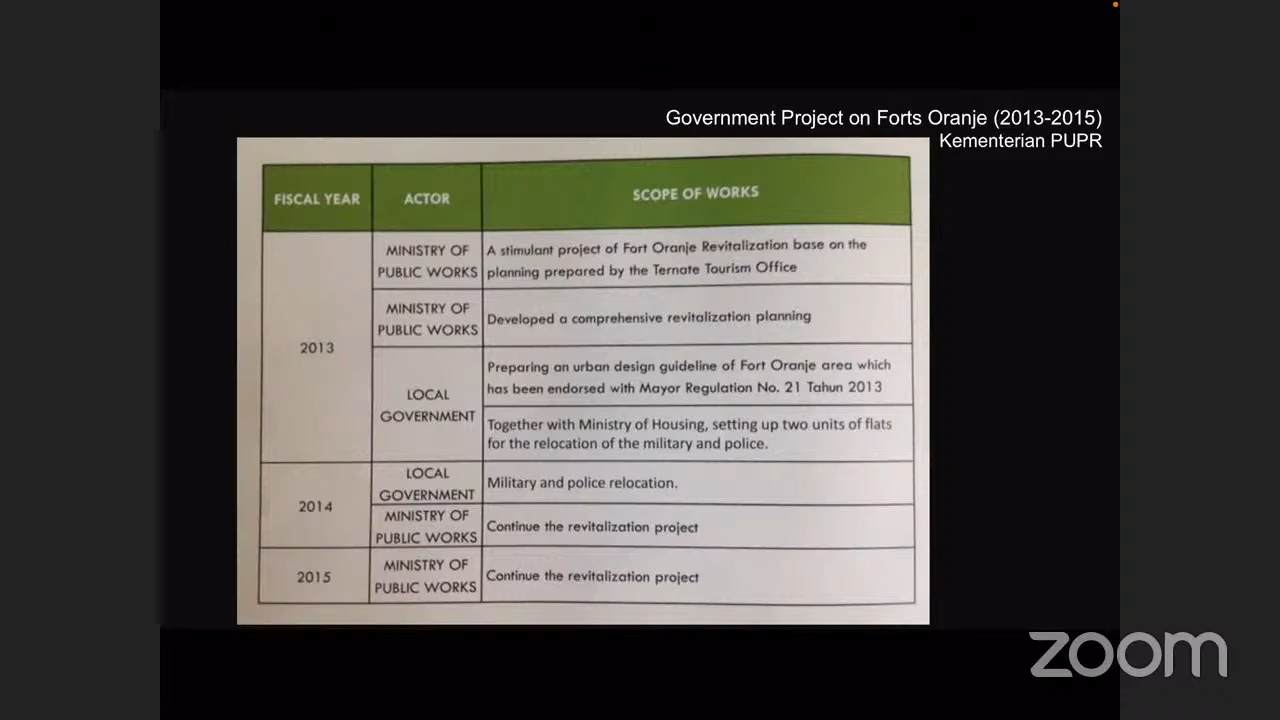 Government Project on Forts Oranje (2013-2015)
Kementerian PUPR
FISCAL YEAR
ACTOR
SCOPE OF WORKS
2013
MINISTRY OF
PUBLIC WORKS
A stimulant project of Fort Oranje Revitalization base on the
planning prepared by the Ternate Tourism Office
MINISTRY OF
PUBLIC WORKS
Developed a comprehensive revitalization planning
LOCAL
GOVERNMENT
Preparing an urban design guideline of Fort Oranje area which
has been endorsed with Mayor Regulation No. 21 Tahun 2013
Together with Ministry of Housing, setting up two units of flats
for the relocation of the military and police.
2014
LOCAL
GOVERNMENT
Military and police relocation.
MINISTRY OF
PUBLIC WORKS
Continue the revitalization project
2015
MINISTRY OF
PUBLIC WORKS
Continue the revitalization project
zoom